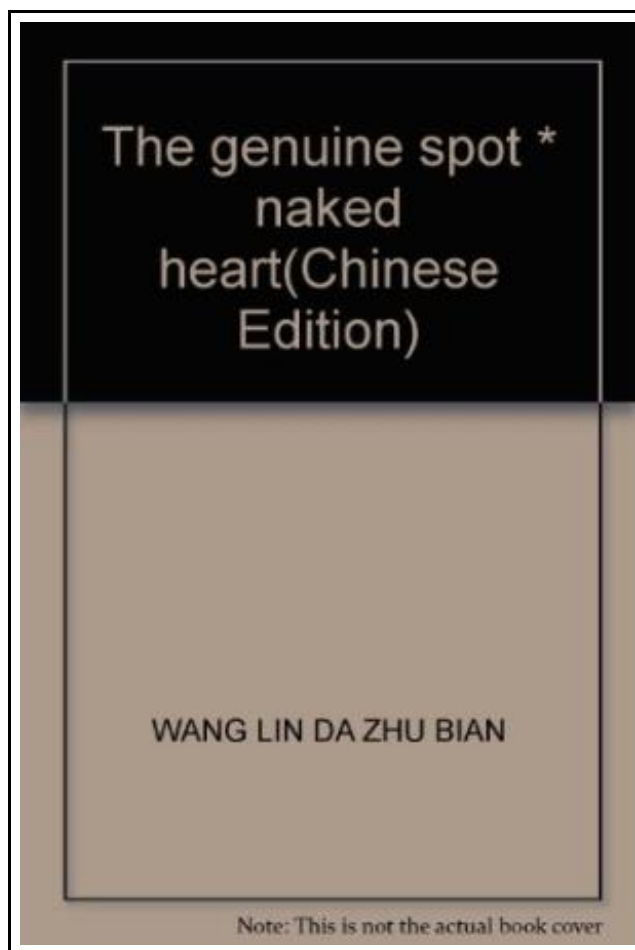 The genuine spot *
naked
heart(Chinese
Edition)
WANG LIN DA ZHU BIAN
Note: This is not the actual book cover